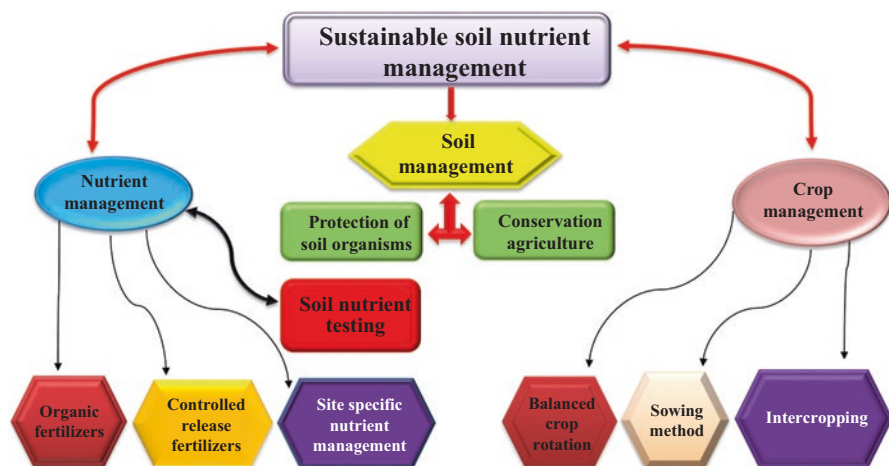 Sustainable soil nutrient
management
Soil
management
Nutrient
management
Crop
management
Protection of
soil organisms
Conservation
agriculture
Soil nutrient
testing
Organic
fertilizers
Controlled
release
fertilizers
Site specific
nutrient
management
Balanced
crop
rotation
Sowing
method
Intercropping